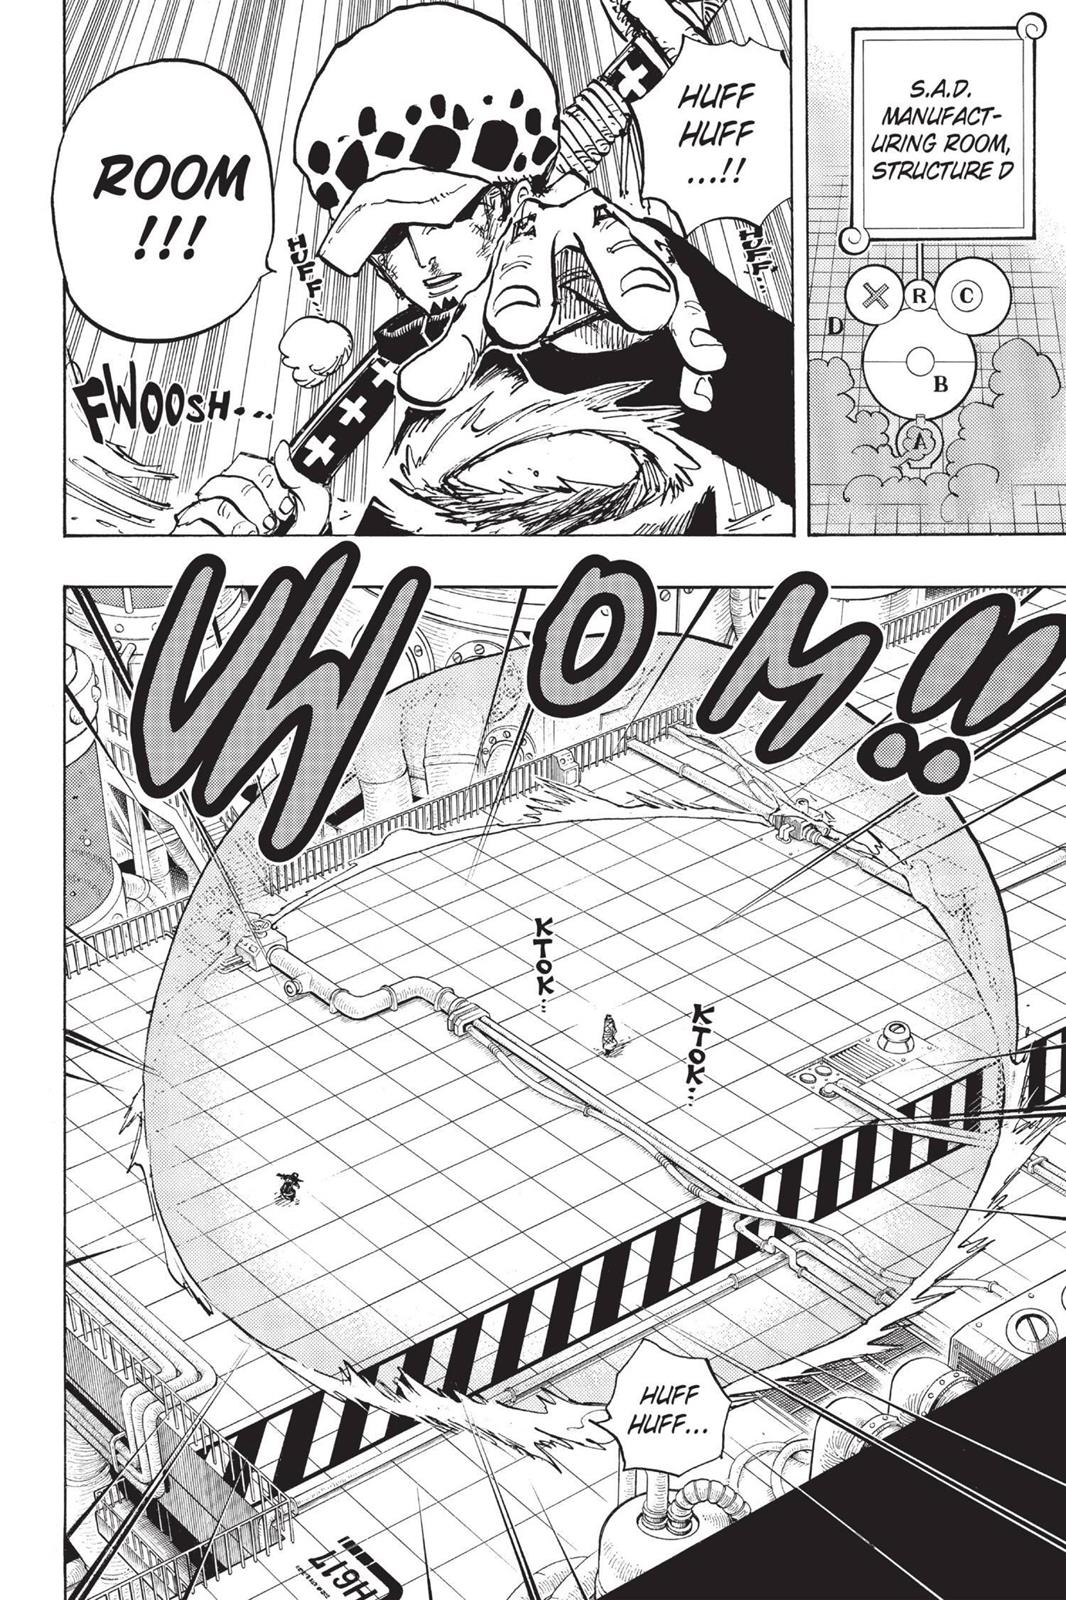 S.A.D.
MANUFACT-
URING ROOM,
STRUCTURE D
D
R
C
B
A
HUFF
HUFF
...!!
HUFF...
ROOM
!!!
HUFF...
FWOOSH...
VWOM!!
KTOK...
KTOK...
HUFF
HUFF...
H617